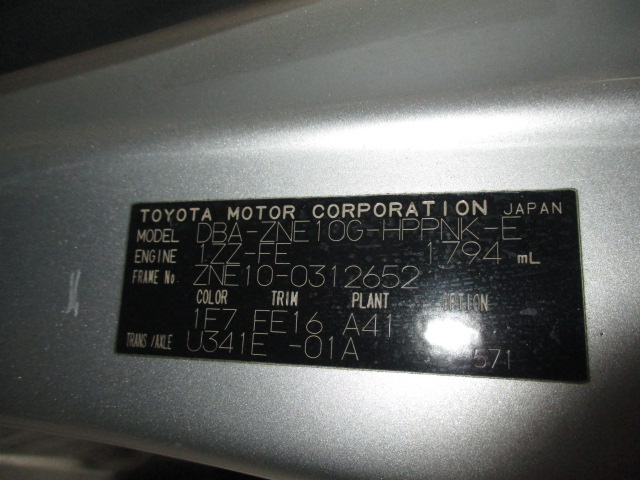 TOYOTA MOTOR CORPORATION JAPAN
MODEL DBA-ZNE10G-HPPNK-E
ENGINE 1ZZ-FE 1794 mL
FRAME No ZNE10-0312652
COLOR TRIM PLANT OPTION
1F7 FE16 A41
TRANS/AXLE U341E -01A
571